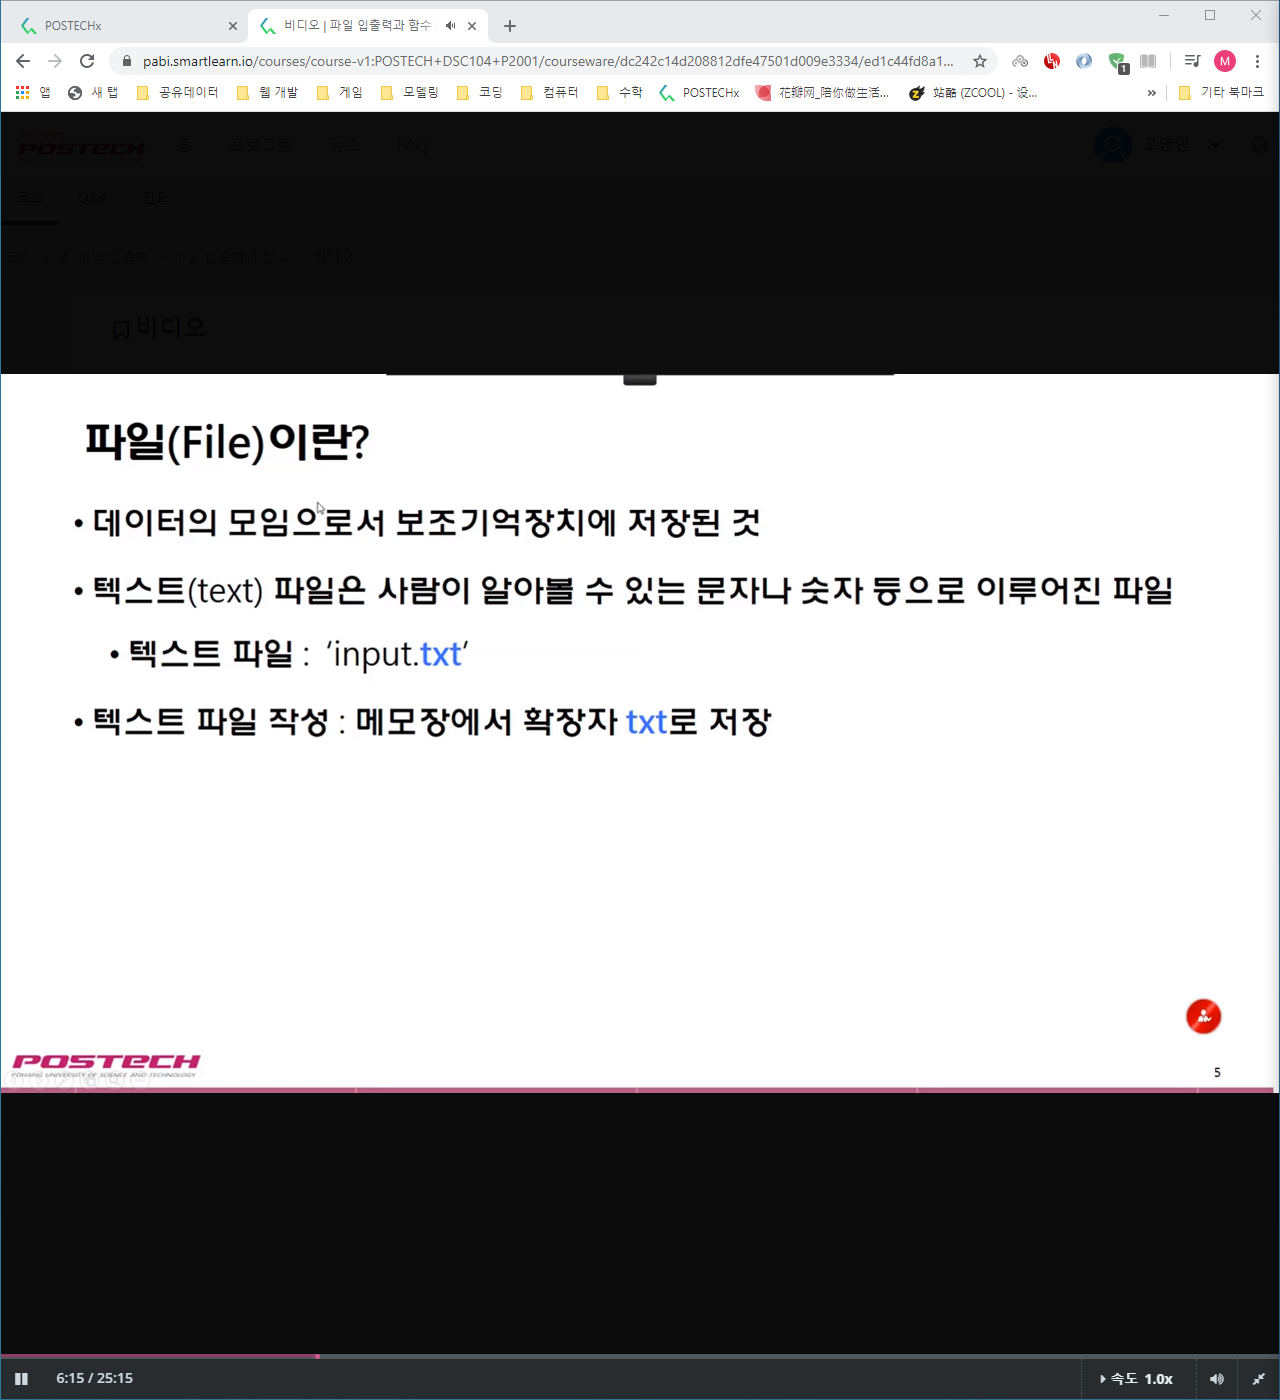 POSTECHx
비디오 | 파일 입출력과 함수
pabi.smartlearn.io/courses/course-v1:POSTECH+DSC104+P2001/courseware/dc242c14d208812dfe47501d009e3334/ed1c44fd8a1...
1
M
앱
새 탭
공유데이터
웹 개발
게임
모델링
코딩
컴퓨터
수학
POSTECHx
花瓣网_陪你做生活...
站酷 (ZCOOL) - 设...
»
기타 북마크
POSTECH
홈
프로그램
뉴스
FAQ
고명인
코스
Q&A
진도
비디오
비디오
파일(File)이란?
• 데이터의 모임으로서 보조기억장치에 저장된 것
• 텍스트(text) 파일은 사람이 알아볼 수 있는 문자나 숫자 등으로 이루어진 파일
• 텍스트 파일 : ‘input.txt‘
• 텍스트 파일 작성 : 메모장에서 확장자 txt로 저장
POSTECH
POHANG UNIVERSITY OF SCIENCE AND TECHNOLOGY
5
6:15 / 25:15
속도 1.0x